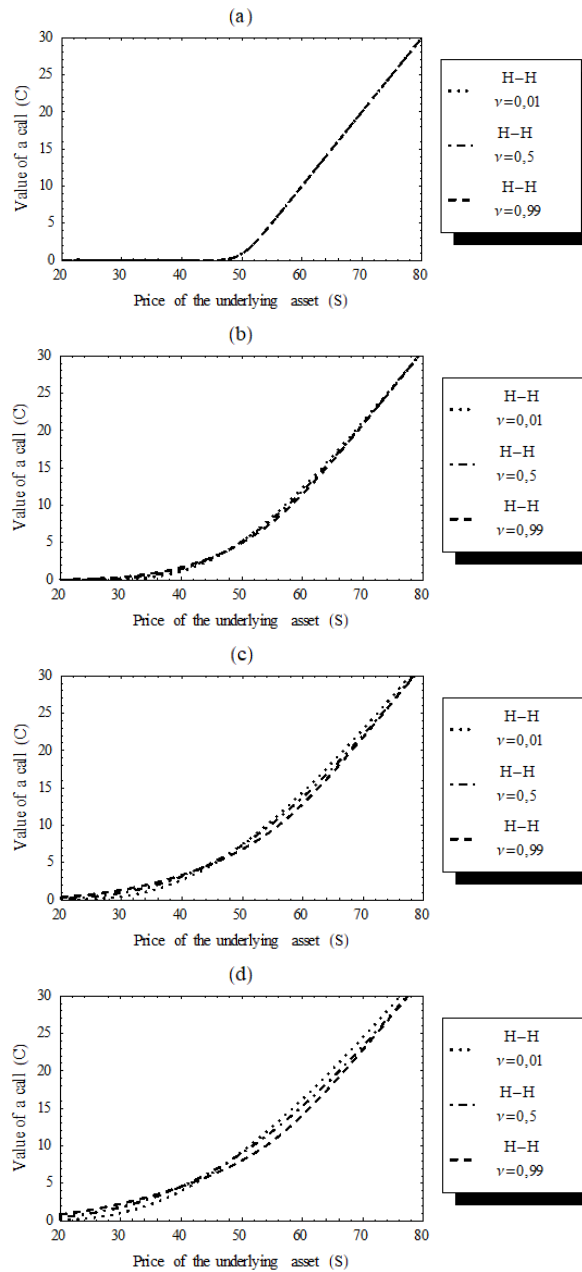 (a)
Value of a call (C)
30
25
20
15
10
5
0
20 30 40 50 60 70 80
Price of the underlying asset (S)
H–H
ν=0,01
H–H
ν=0,5
H–H
ν=0,99
(b)
Value of a call (C)
30
25
20
15
10
5
0
20 30 40 50 60 70 80
Price of the underlying asset (S)
H–H
ν=0,01
H–H
ν=0,5
H–H
ν=0,99
(c)
Value of a call (C)
30
25
20
15
10
5
0
20 30 40 50 60 70 80
Price of the underlying asset (S)
H–H
ν=0,01
H–H
ν=0,5
H–H
ν=0,99
(d)
Value of a call (C)
30
25
20
15
10
5
0
20 30 40 50 60 70 80
Price of the underlying asset (S)
H–H
ν=0,01
H–H
ν=0,5
H–H
ν=0,99